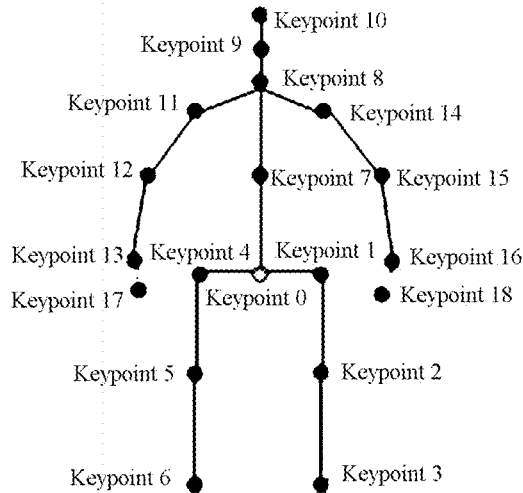 Keypoint 10
Keypoint 9
Keypoint 8
Keypoint 11
Keypoint 14
Keypoint 12
Keypoint 7
Keypoint 15
Keypoint 13
Keypoint 4
Keypoint 1
Keypoint 16
Keypoint 17
Keypoint 0
Keypoint 18
Keypoint 5
Keypoint 2
Keypoint 6
Keypoint 3